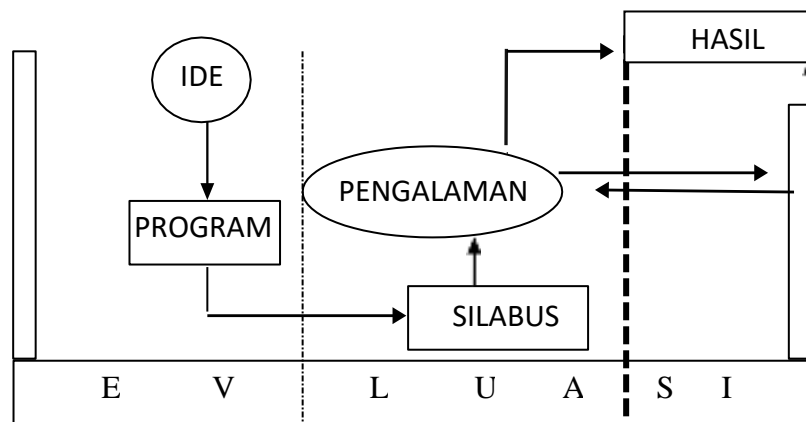 HASIL
IDE
PENGALAMAN
PROGRAM
SILABUS
E V L U A S I